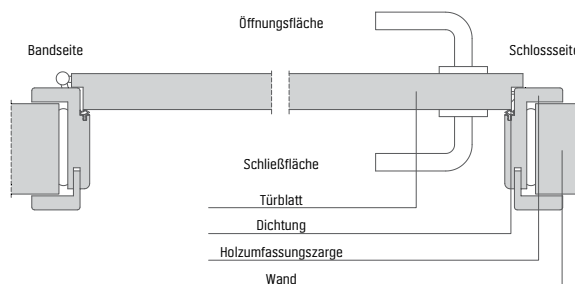 Öffnungsfläche
Bandseite
Schlossseite
Schließfläche
Türblatt
Dichtung
Holzumfassungszarge
Wand